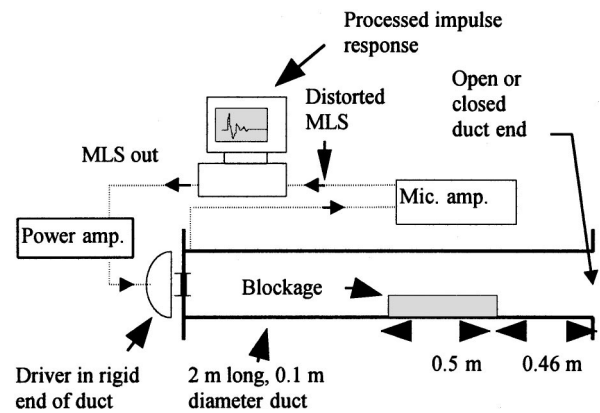 Processed impulse
response
Open or
closed
duct end
Distorted
MLS
MLS out
Mic. amp.
Power amp.
Blockage
0.5 m
0.46 m
Driver in rigid
end of duct
2 m long, 0.1 m
diameter duct